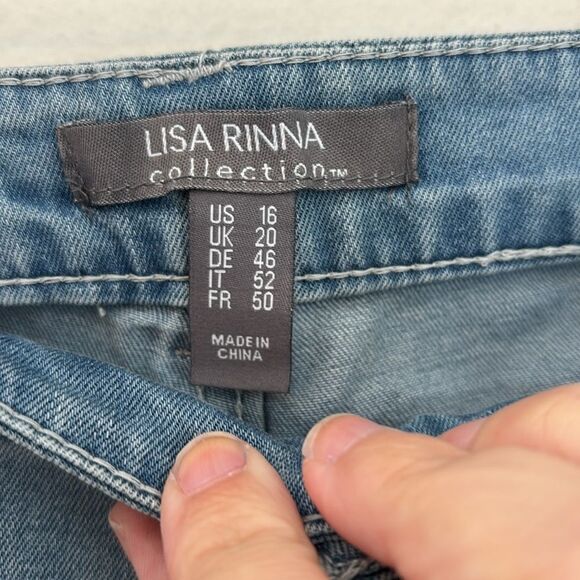 LISA RINNA
collection™
US 16
UK 20
DE 46
IT 52
FR 50
MADE IN
CHINA